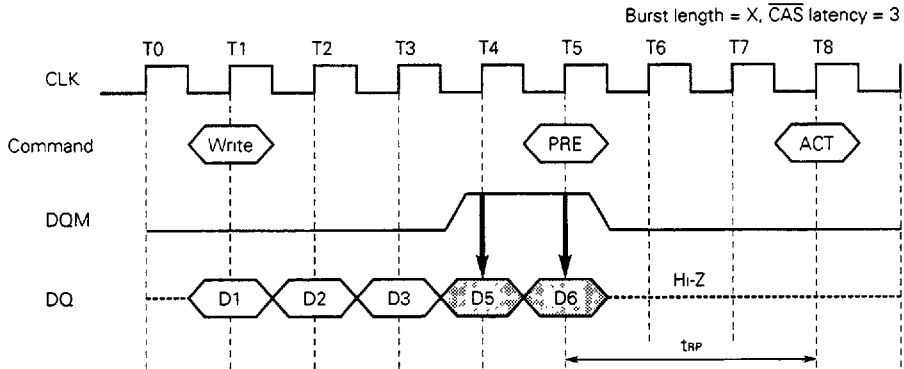 Burst length = X, CAS latency = 3
T0 T1 T2 T3 T4 T5 T6 T7 T8
CLK
Command Write PRE ACT
DQM
DQ D1 D2 D3 D5 D6 Hi-Z
tRP